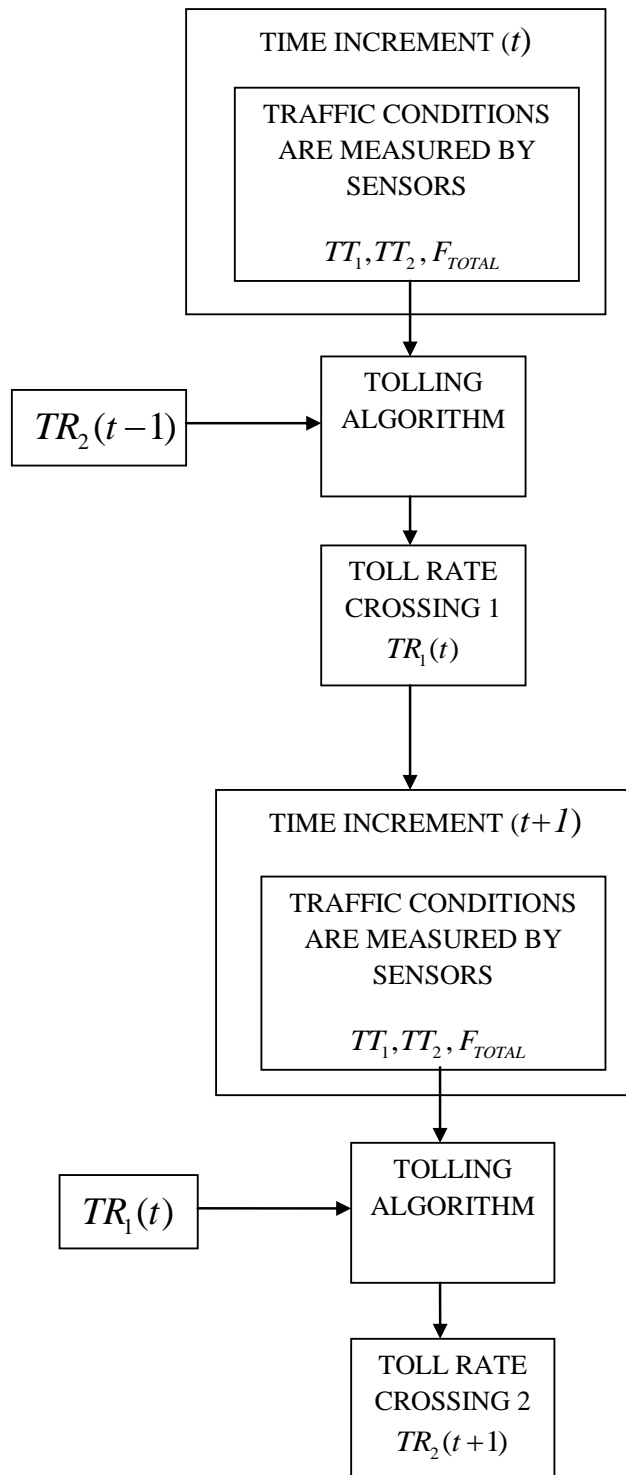 TIME INCREMENT (t)
TRAFFIC CONDITIONS
ARE MEASURED BY
SENSORS
TT₁,TT₂, F_TOTAL
TOLLING
ALGORITHM
TR₂(t−1)
TOLL RATE
CROSSING 1
TR₁(t)
TIME INCREMENT (t+1)
TRAFFIC CONDITIONS
ARE MEASURED BY
SENSORS
TT₁,TT₂, F_TOTAL
TOLLING
ALGORITHM
TR₁(t)
TOLL RATE
CROSSING 2
TR₂(t+1)